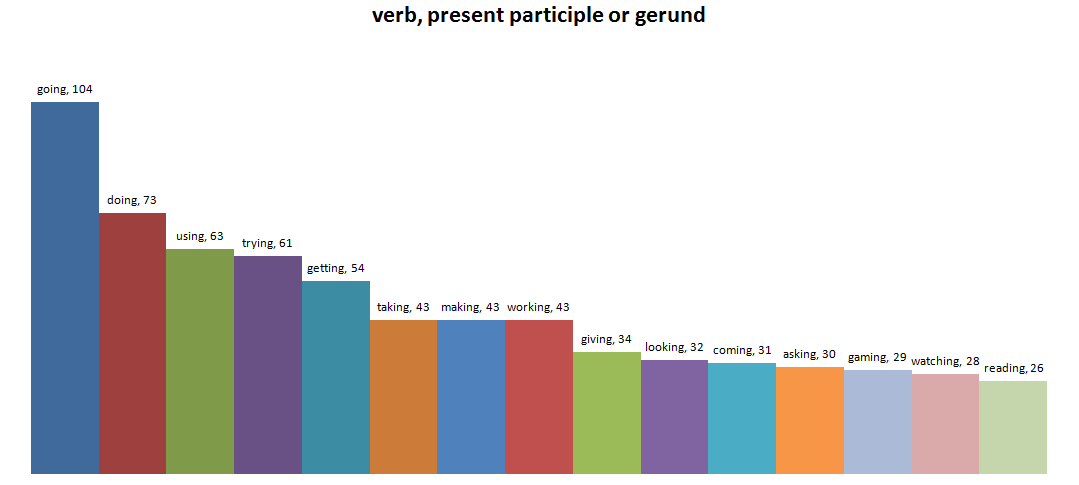 verb, present participle or gerund
going, 104
doing, 73
using, 63
trying, 61
getting, 54
taking, 43
making, 43
working, 43
giving, 34
looking, 32
coming, 31
asking, 30
gaming, 29
watching, 28
reading, 26